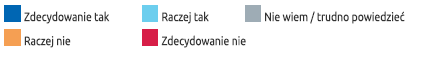 Zdecydowanie tak Raczej tak Nie wiem / trudno powiedzieć
Raczej nie Zdecydowanie nie